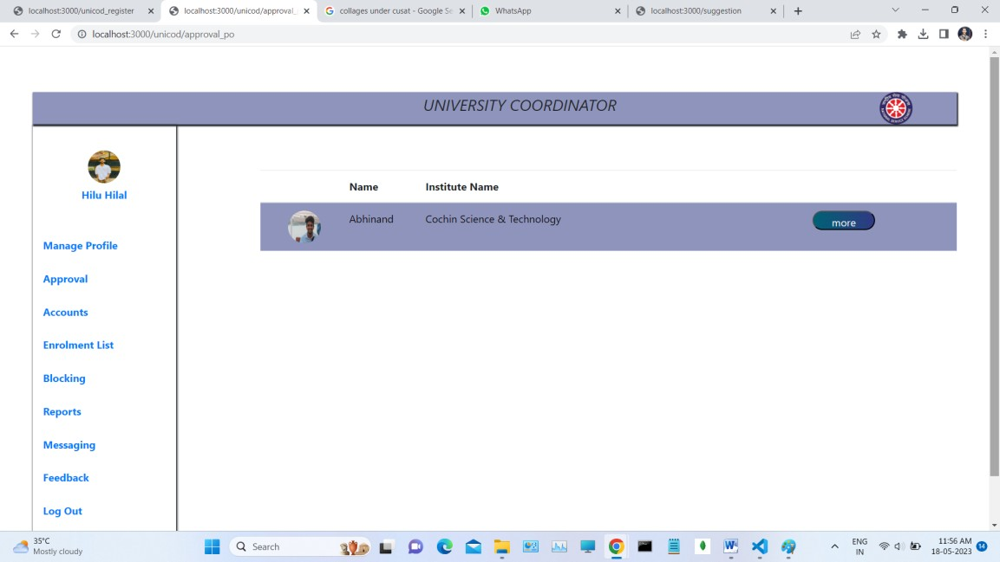 localhost:3000/unicod_register
localhost:3000/unicod/approval_
collages under cusat - Google Se
WhatsApp
localhost:3000/suggestion
localhost:3000/unicod/approval_po
UNIVERSITY COORDINATOR
Hilu Hilal
Manage Profile
Approval
Accounts
Enrolment List
Blocking
Reports
Messaging
Feedback
Log Out
Name Institute Name
Abhinand Cochin Science & Technology more
35°C
Mostly cloudy
Search
ENG
IN
11:56 AM
18-05-2023
14